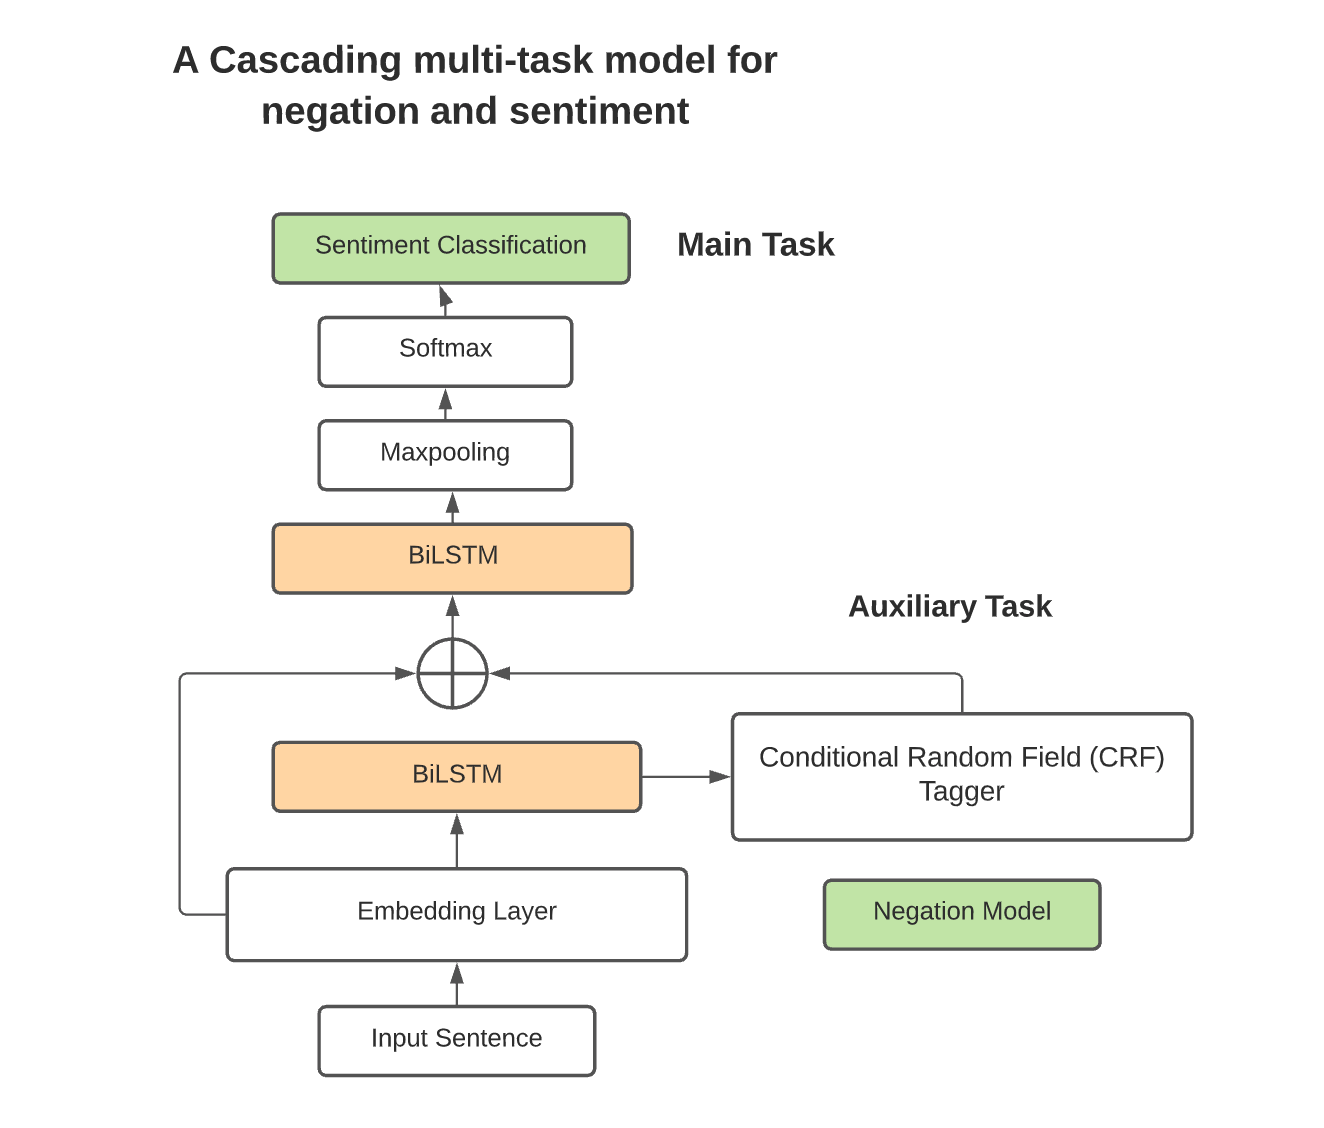 A Cascading multi-task model for
negation and sentiment
Sentiment Classification
Main Task
Softmax
Maxpooling
BiLSTM
Auxiliary Task
BiLSTM
Conditional Random Field (CRF)
Tagger
Embedding Layer
Negation Model
Input Sentence